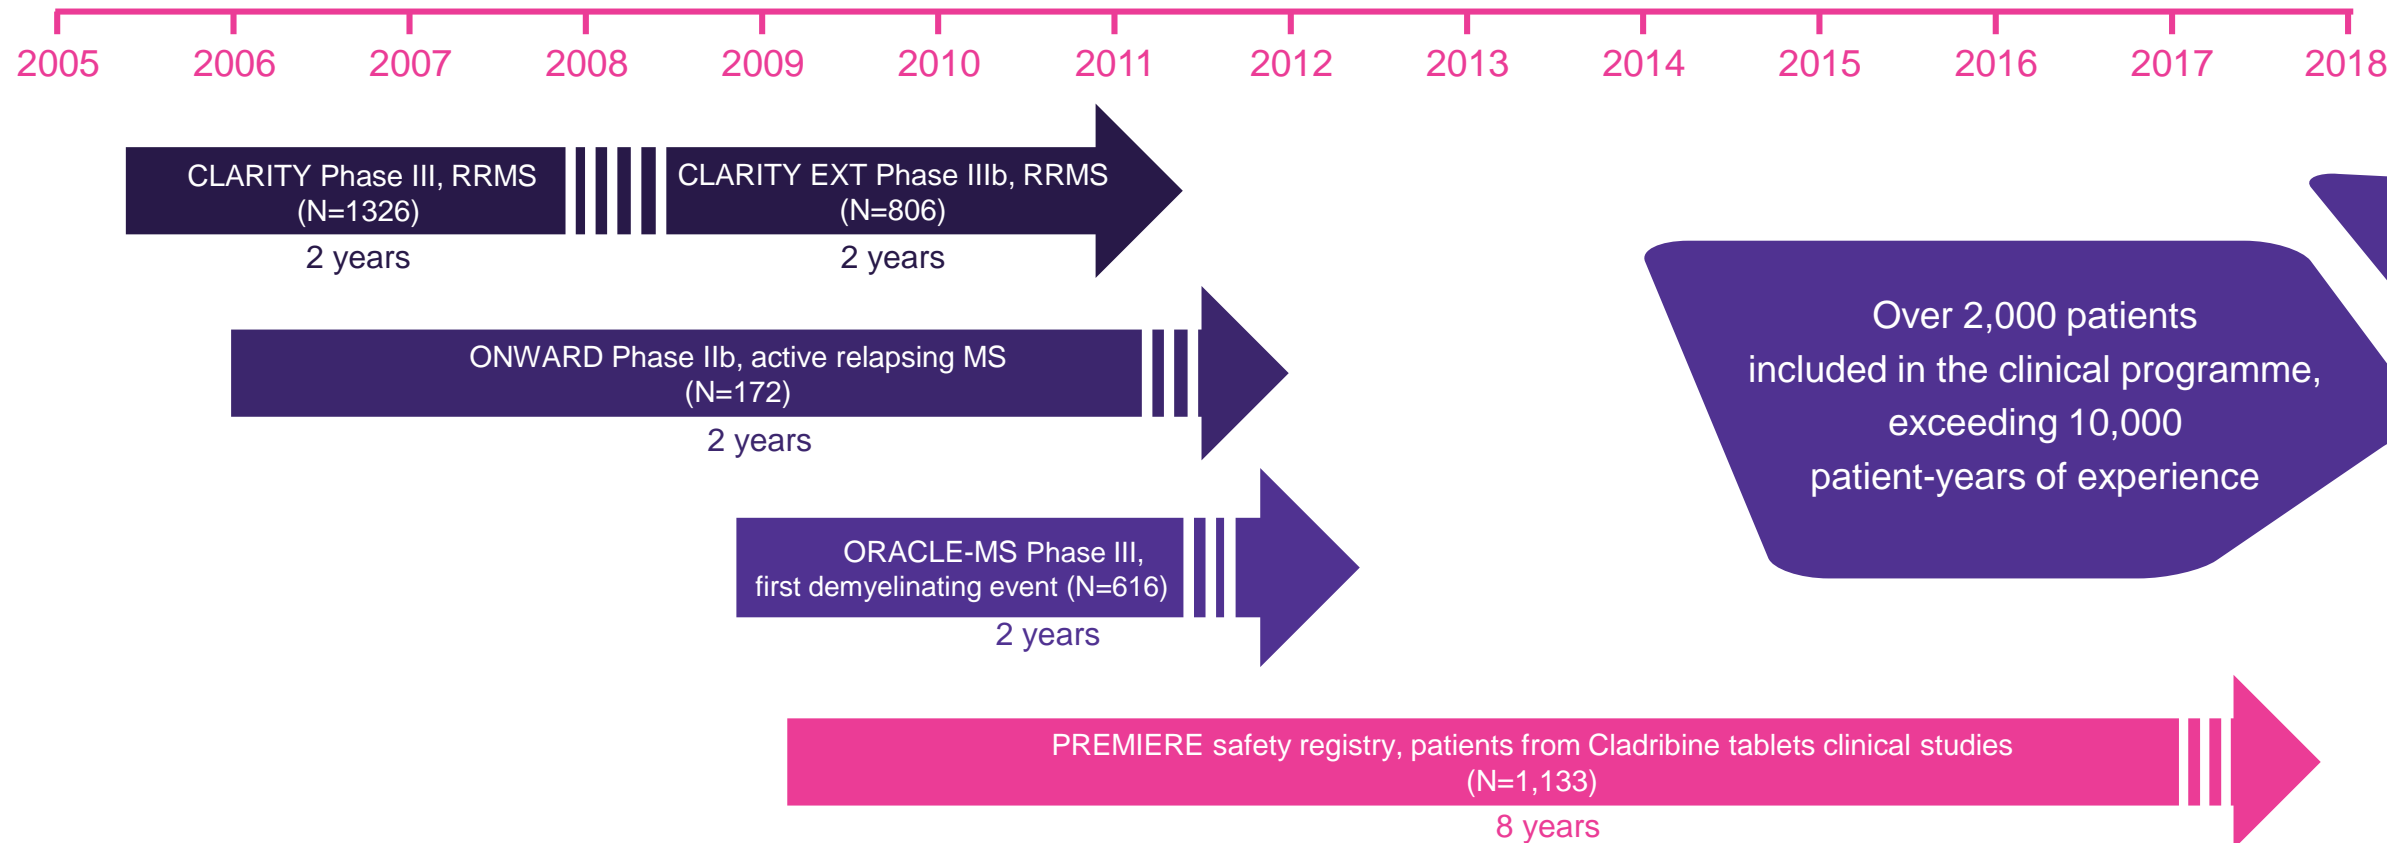 2005 2006 2007 2008 2009 2010 2011 2012 2013 2014 2015 2016 2017 2018
CLARITY Phase III, RRMS
(N=1326)
2 years
CLARITY EXT Phase IIIb, RRMS
(N=806)
2 years
ONWARD Phase IIb, active relapsing MS
(N=172)
2 years
ORACLE-MS Phase III,
first demyelinating event (N=616)
2 years
PREMIERE safety registry, patients from Cladribine tablets clinical studies
(N=1,133)
8 years
Over 2,000 patients
included in the clinical programme,
exceeding 10,000
patient-years of experience